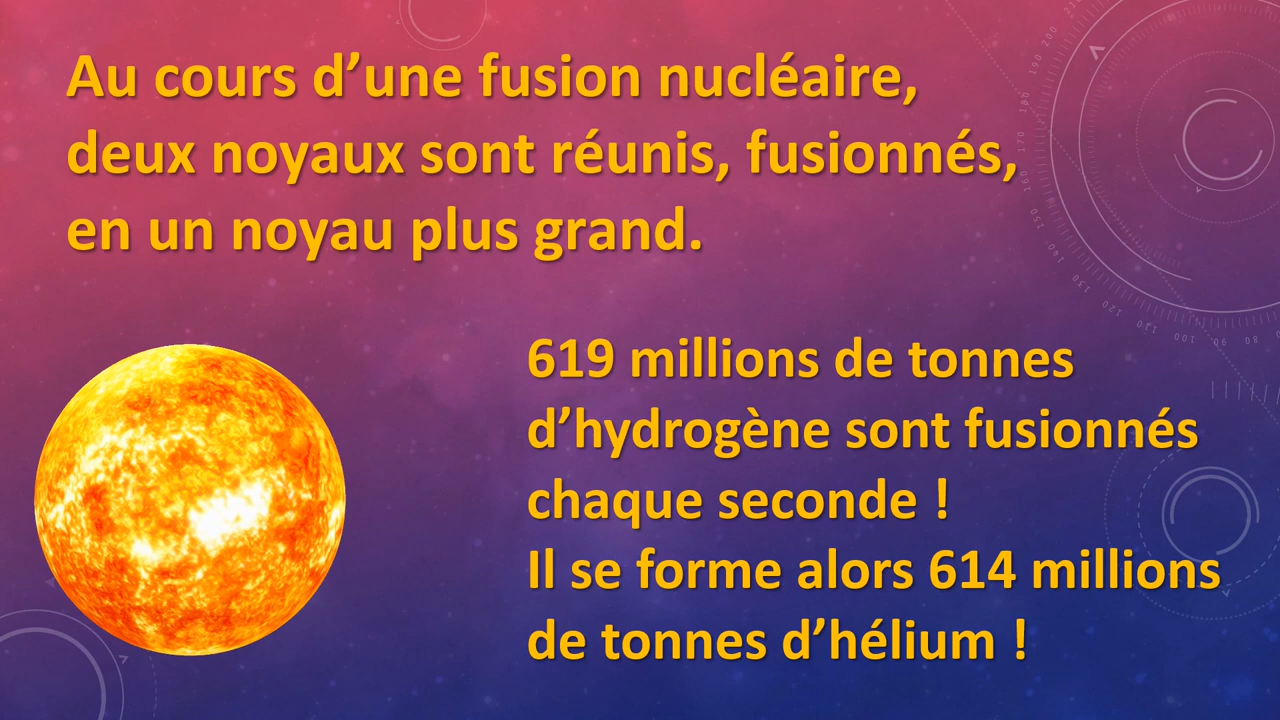 Au cours d’une fusion nucléaire,
deux noyaux sont réunis, fusionnés,
en un noyau plus grand.
619 millions de tonnes
d’hydrogène sont fusionnés
chaque seconde !
Il se forme alors 614 millions
de tonnes d’hélium !